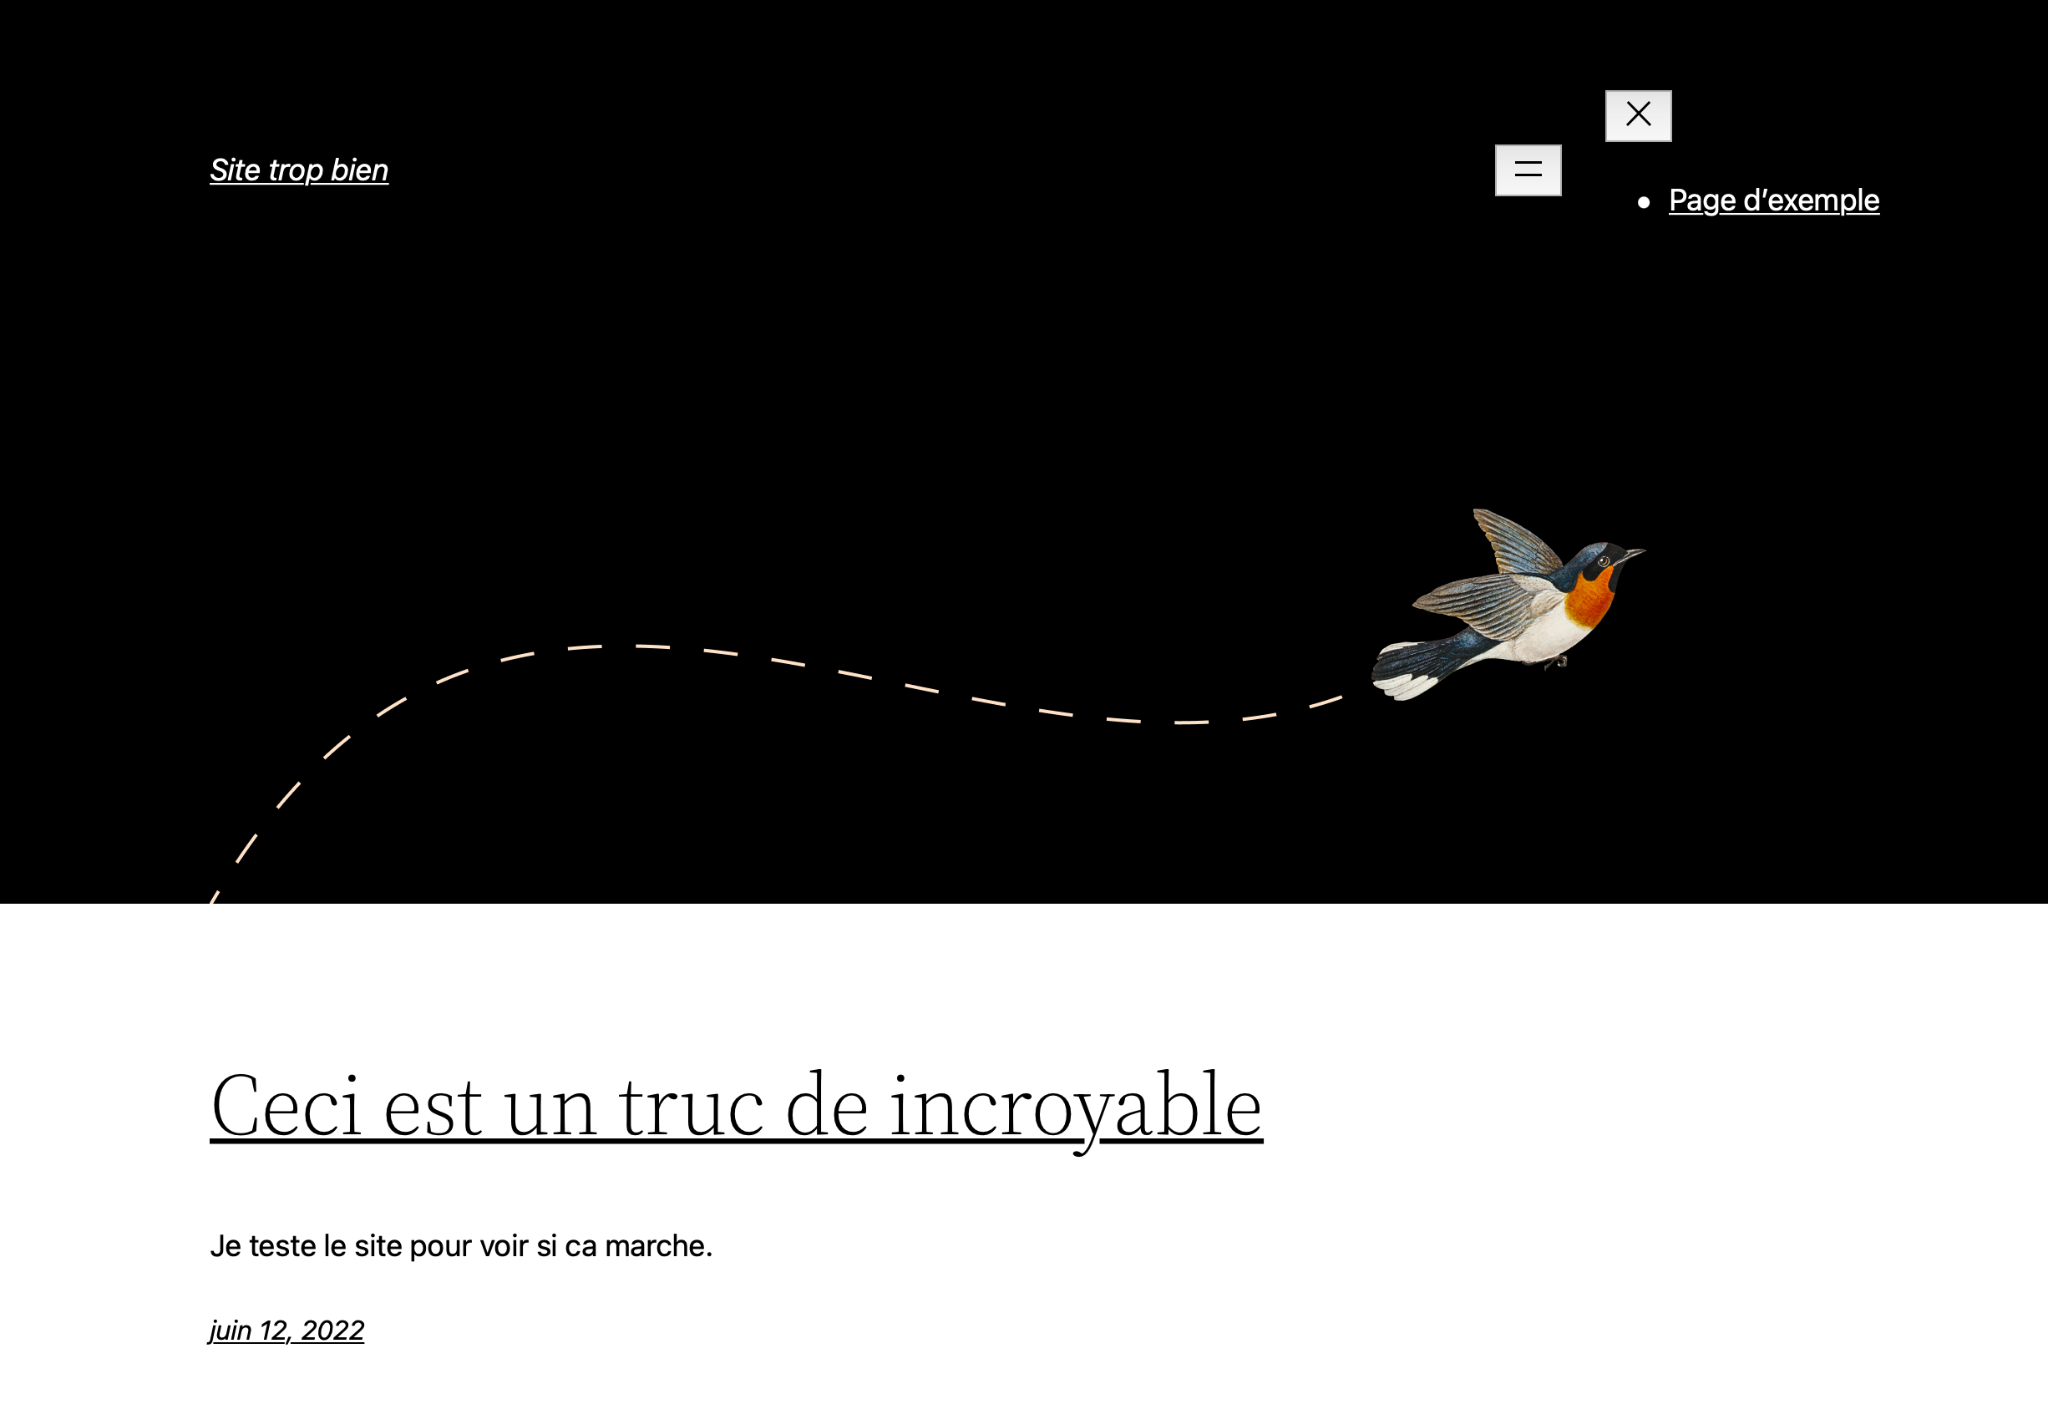 Site trop bien
Page d’exemple
Ceci est un truc de incroyable
Je teste le site pour voir si ca marche.
juin 12, 2022